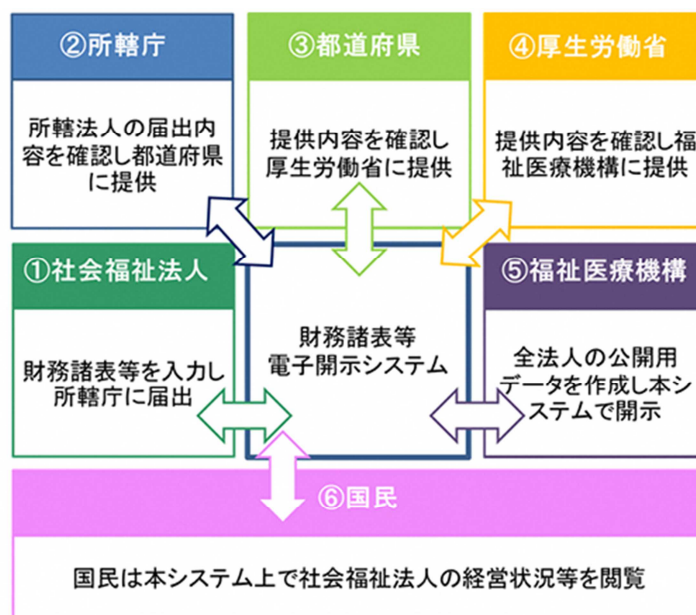 ②所轄庁
所轄法人の届出内
容を確認し都道府県
に提供
③都道府県
提供内容を確認し
厚生労働省に提供
④厚生労働省
提供内容を確認し福
祉医療機構に提供
①社会福祉法人
財務諸表等を入力し
所轄庁に届出
財務諸表等
電子開示システム
⑤福祉医療機構
全法人の公開用
データを作成し本シ
ステムで開示
⑥国民
国民は本システム上で社会福祉法人の経営状況等を閲覧